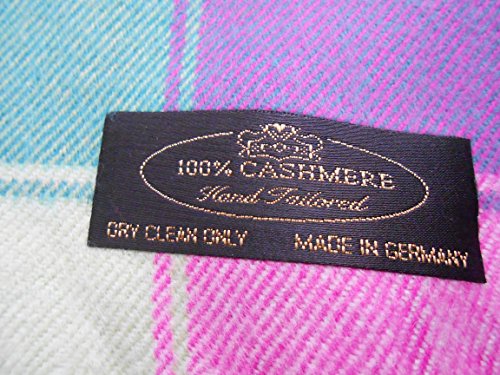 100% CASHMERE
Hand Tailored
DRY CLEAN ONLY
MADE IN GERMANY